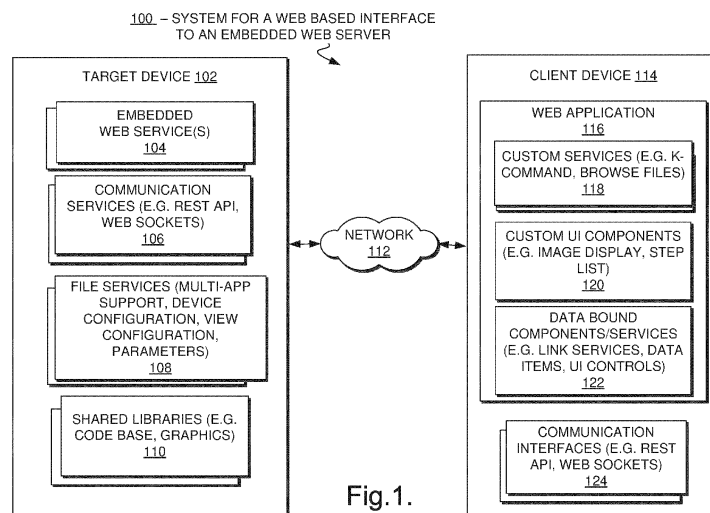 100 – SYSTEM FOR A WEB BASED INTERFACE
TO AN EMBEDDED WEB SERVER
TARGET DEVICE 102
EMBEDDED
WEB SERVICE(S)
104
COMMUNICATION
SERVICES (E.G. REST API,
WEB SOCKETS)
106
FILE SERVICES (MULTI-APP
SUPPORT, DEVICE
CONFIGURATION, VIEW
CONFIGURATION,
PARAMETERS)
108
SHARED LIBRARIES (E.G.
CODE BASE, GRAPHICS)
110
NETWORK
112
CLIENT DEVICE 114
WEB APPLICATION
116
CUSTOM SERVICES (E.G. K-
COMMAND, BROWSE FILES)
118
CUSTOM UI COMPONENTS
(E.G. IMAGE DISPLAY, STEP
LIST)
120
DATA BOUND
COMPONENTS/SERVICES
(E.G. LINK SERVICES, DATA
ITEMS, UI CONTROLS)
122
COMMUNICATION
INTERFACES (E.G. REST
API, WEB SOCKETS)
124
Fig.1.